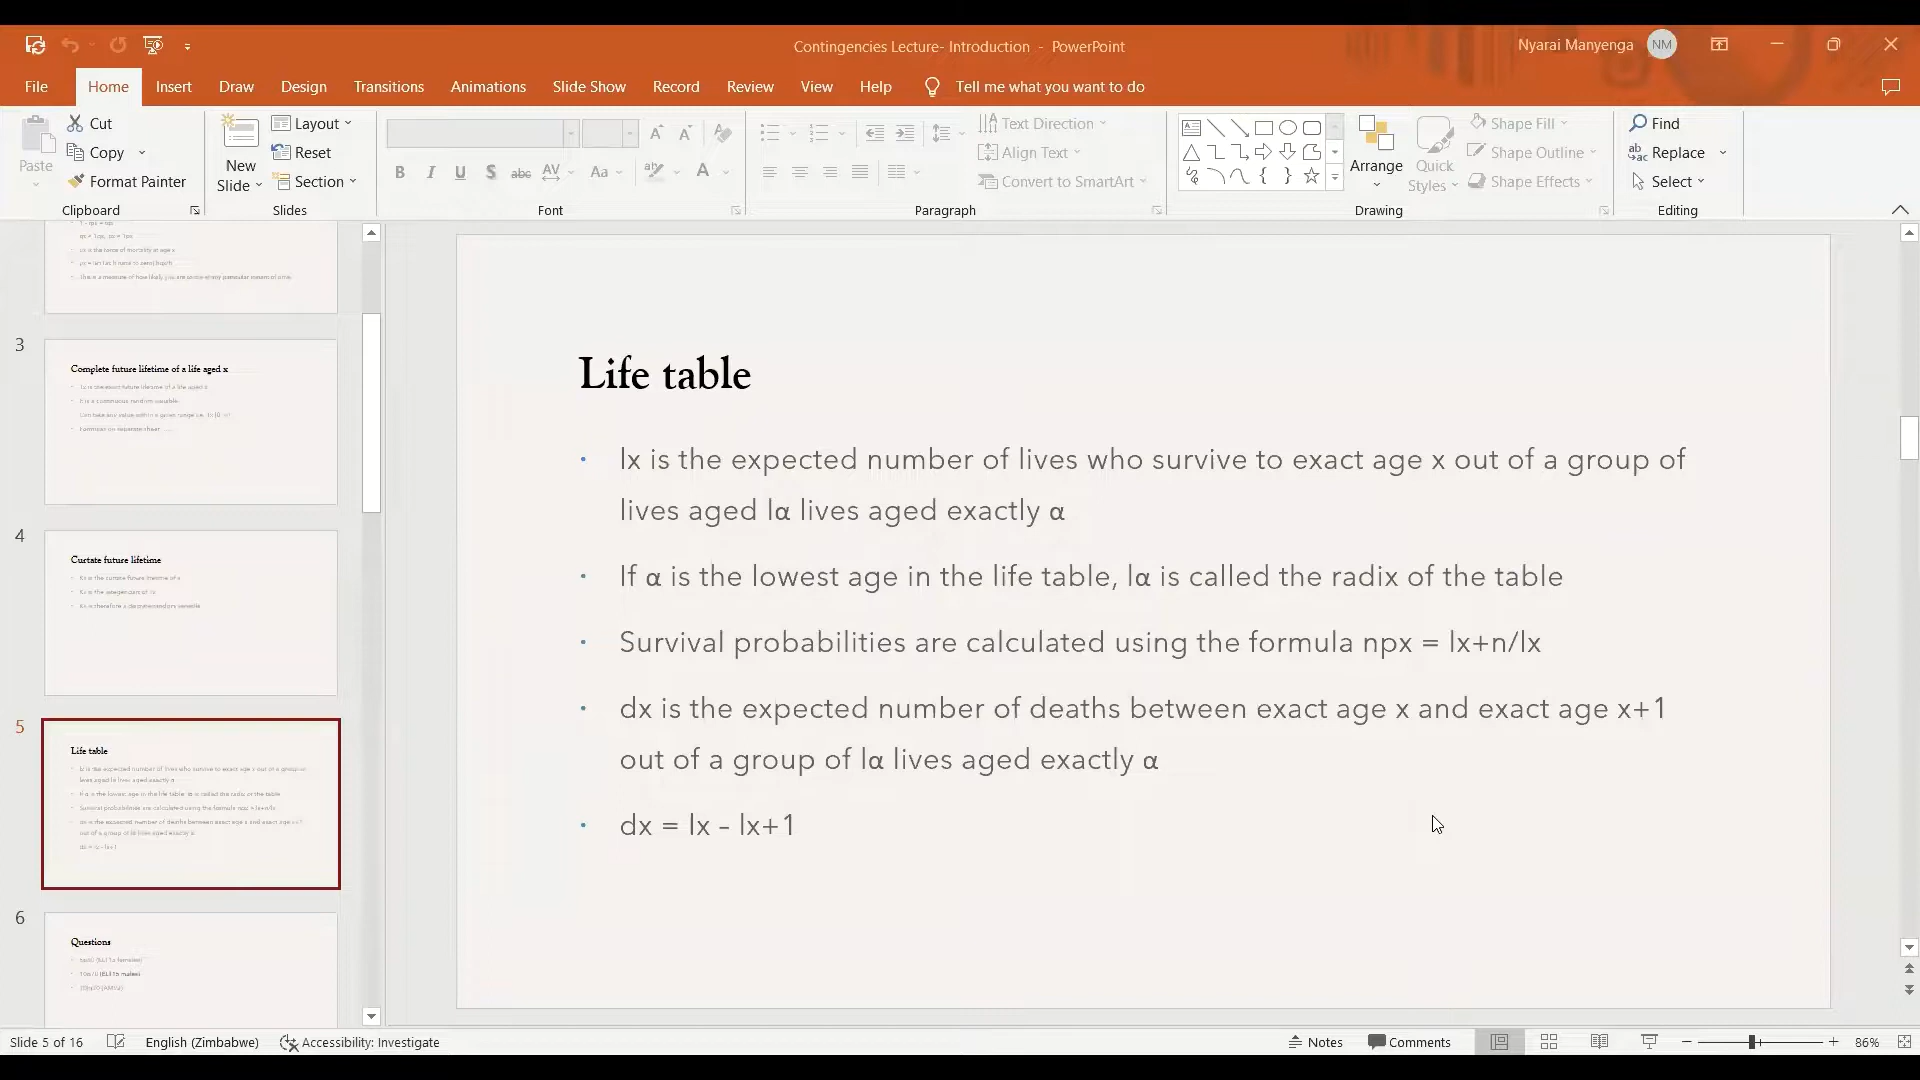 Contingencies Lecture- Introduction - PowerPoint
Nyarai Manyenga NM
File Home Insert Draw Design Transitions Animations Slide Show Record Review View Help Tell me what you want to do
Paste
Cut
Copy
Format Painter
Clipboard
New Slide
Layout
Reset
Section
Slides
Font
Text Direction
Align Text
Convert to SmartArt
Paragraph
Arrange
Quick Styles
Shape Fill
Shape Outline
Shape Effects
Drawing
Find
Replace
Select
Editing
3
Complete future lifetime of a life aged x
4
Curtate future lifetime
5
Life table
6
Questions
Life table
• lx is the expected number of lives who survive to exact age x out of a group of
lives aged lα lives aged exactly α
• If α is the lowest age in the life table, lα is called the radix of the table
• Survival probabilities are calculated using the formula npx = lx+n/lx
• dx is the expected number of deaths between exact age x and exact age x+1
out of a group of lα lives aged exactly α
• dx = lx – lx+1
Slide 5 of 16 English (Zimbabwe) Accessibility: Investigate Notes Comments 86%